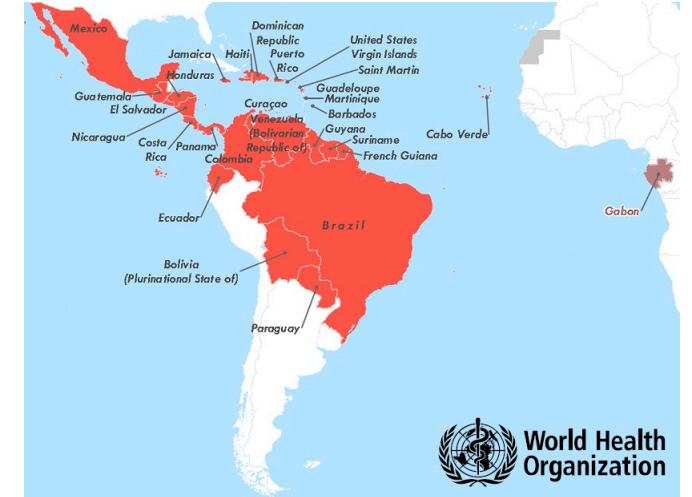 Mexico
Dominican
Republic
Jamaica
Haiti
Puerto
Rico
United States
Virgin Islands
Saint Martin
Honduras
Guadeloupe
Guatemala
Martinique
El Salvador
Curaçao
Barbados
Venezuela
(Bolivarian
Republic of)
Guyana
Cabo Verde
Nicaragua
Costa
Rica
Panama
Suriname
Colombia
French Guiana
Ecuador
Gabon
Brazil
Bolivia
(Plurinational State of)
Paraguay
World Health
Organization